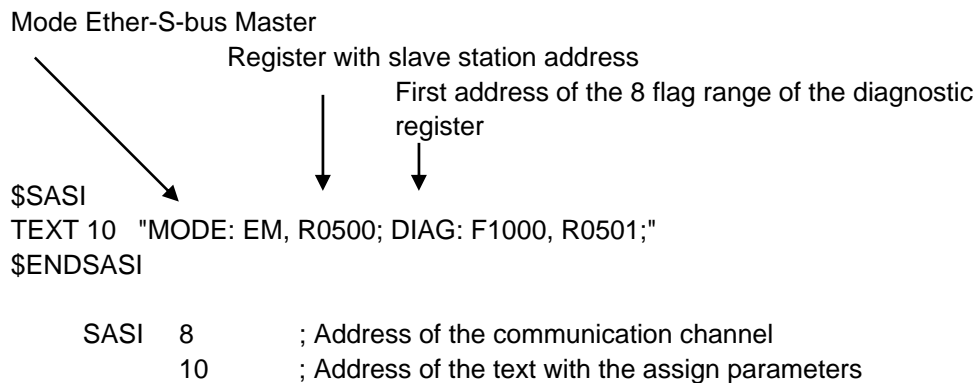 Mode Ether-S-bus Master
Register with slave station address
First address of the 8 flag range of the diagnostic
register
$SASI
TEXT 10 "MODE: EM, R0500; DIAG: F1000, R0501;"
$ENDSASI
SASI 8 ; Address of the communication channel
10 ; Address of the text with the assign parameters